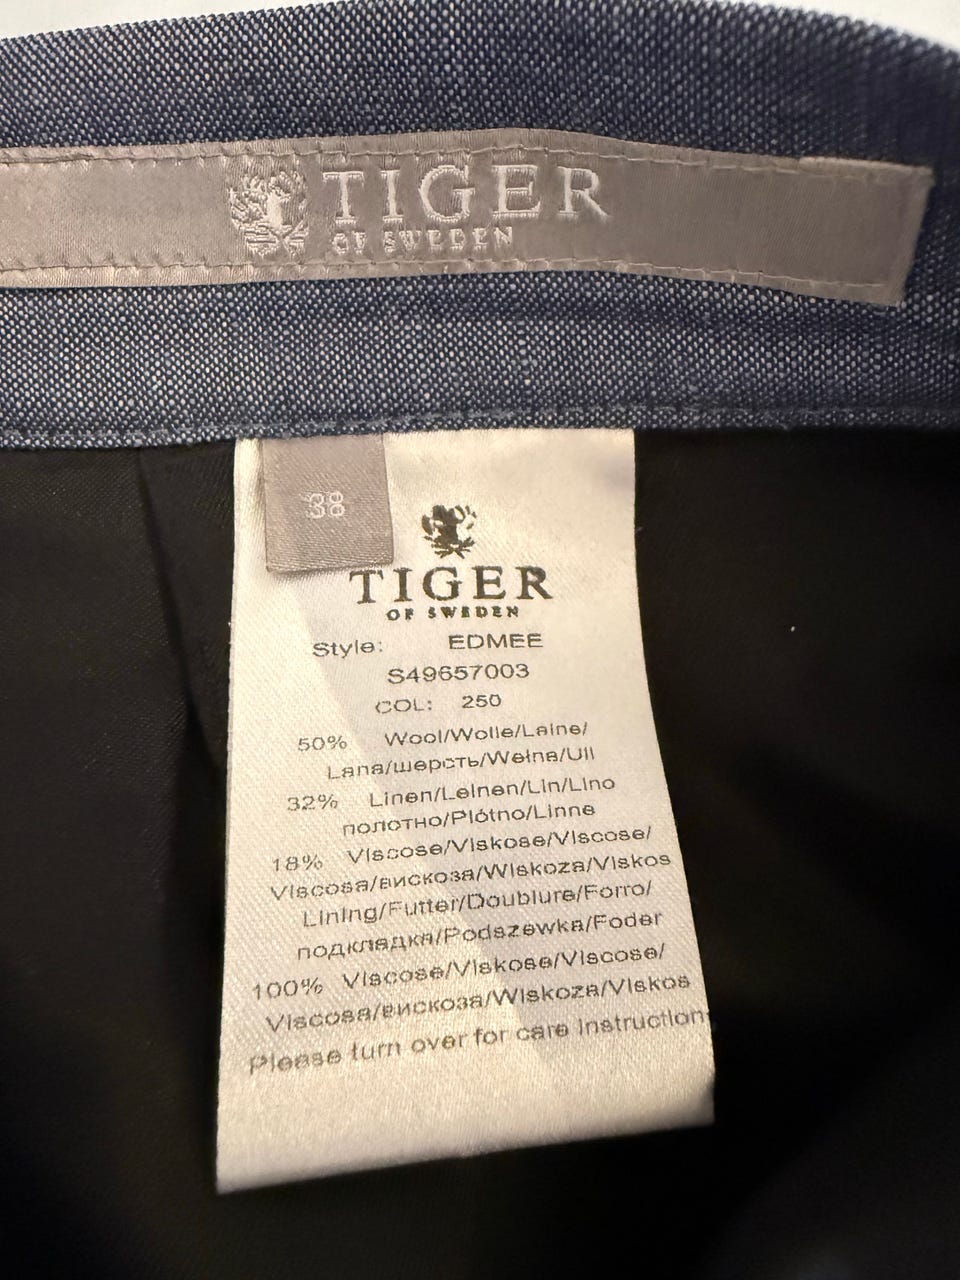 TIGER
OF SWEDEN
38
TIGER
OF SWEDEN
Style: EDMEE
S49657003
COL: 250
50% Wool/Wolle/Laine/
Lana/шерсть/Wełna/Ull
32% Linen/Leinen/Lin/Lino
полотно/Płótno/Linne
18% Viscose/Viskose/Viscose/
Viscosa/вискоза/Wiskoza/Viskos
Lining/Futter/Doublure/Forro/
подкладка/Podszewka/Foder
100% Viscose/Viskose/Viscose/
Viscosa/вискоза/Wiskoza/Viskos
Please turn over for care instruction